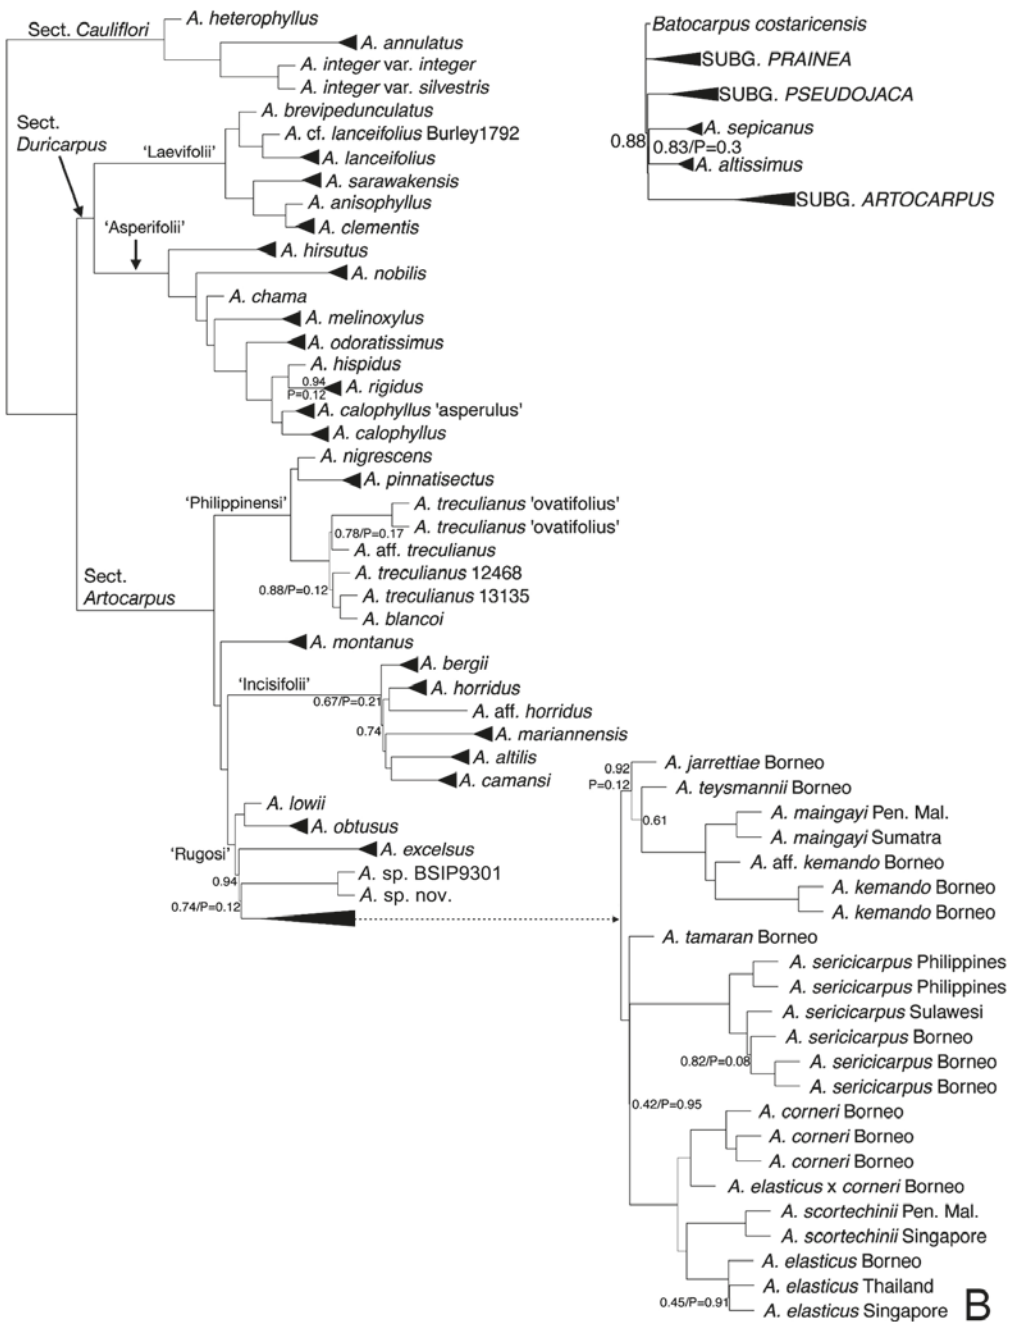 Sect. Cauliflori
A. heterophyllus
A. annulatus
A. integer var. integer
A. integer var. silvestris
Sect.
Duricarpus
'Laevifolii'
A. brevipedunculatus
A. cf. lanceifolius Burley1792
A. lanceifolius
A. sarawakensis
A. anisophyllus
A. clementis
'Asperifolii'
A. hirsutus
A. nobilis
A. chama
A. melinoxylus
A. odoratissimus
A. hispidus
0.94
P=0.12
A. rigidus
A. calophyllus 'asperulus'
A. calophyllus
Sect.
Artocarpus
'Philippinensi'
A. nigrescens
A. pinnatisectus
A. treculianus 'ovatifolius'
A. treculianus 'ovatifolius'
0.78/P=0.17
A. aff. treculianus
0.88/P=0.12
A. treculianus 12468
A. treculianus 13135
A. blancoi
A. montanus
'Incisifolii'
0.67/P=0.21
A. bergii
A. horridus
A. aff. horridus
0.74
A. mariannensis
A. altilis
A. camansi
'Rugosi'
A. lowii
A. obtusus
A. excelsus
0.94
A. sp. BSIP9301
A. sp. nov.
0.74/P=0.12
Batocarpus costaricensis
SUBG. PRAINEA
SUBG. PSEUDOJACA
0.88
A. sepicanus
0.83/P=0.3
A. altissimus
SUBG. ARTOCARPUS
0.92
P=0.12
A. jarrettiae Borneo
A. teysmannii Borneo
0.61
A. maingayi Pen. Mal.
A. maingayi Sumatra
A. aff. kemando Borneo
A. kemando Borneo
A. kemando Borneo
A. tamaran Borneo
A. sericicarpus Philippines
A. sericicarpus Philippines
A. sericicarpus Sulawesi
A. sericicarpus Borneo
0.82/P=0.08
A. sericicarpus Borneo
A. sericicarpus Borneo
0.42/P=0.95
A. corneri Borneo
A. corneri Borneo
A. corneri Borneo
A. elasticus x corneri Borneo
A. scortechinii Pen. Mal.
A. scortechinii Singapore
A. elasticus Borneo
A. elasticus Thailand
0.45/P=0.91
A. elasticus Singapore
B